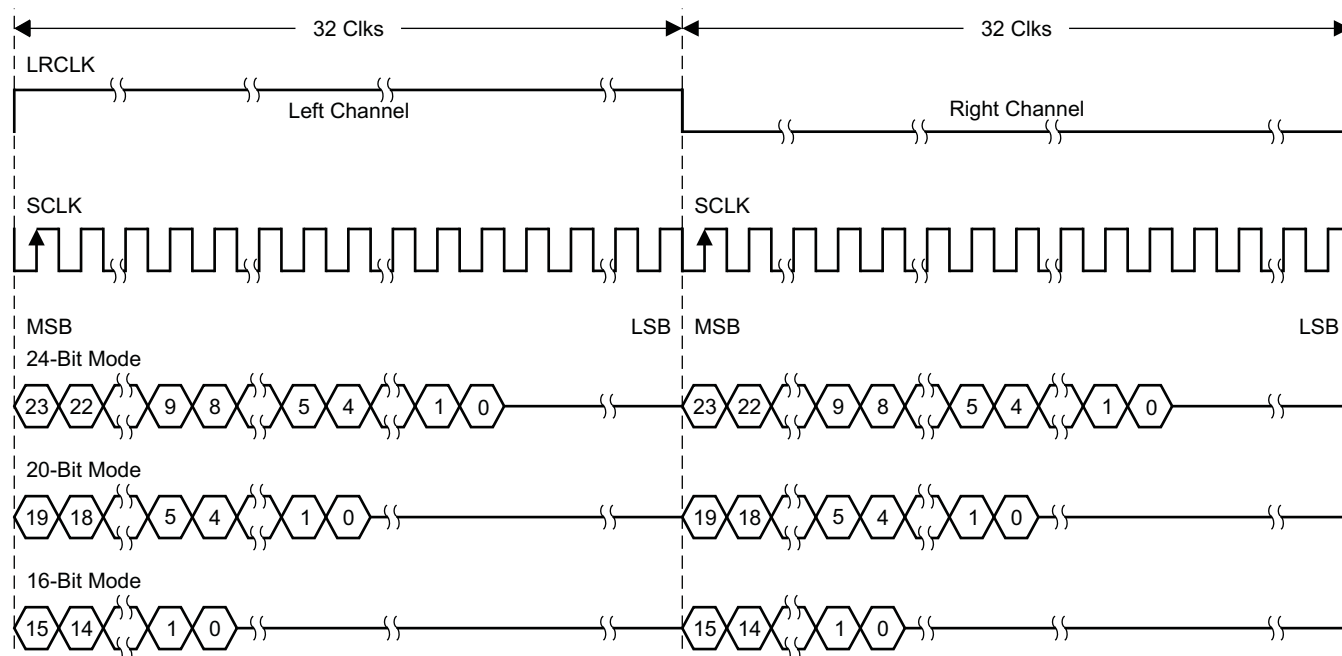 32 Clks 32 Clks
LRCLK
Left Channel Right Channel
SCLK SCLK
MSB LSB MSB LSB
24-Bit Mode
23 22 9 8 5 4 1 0 23 22 9 8 5 4 1 0
20-Bit Mode
19 18 5 4 1 0 19 18 5 4 1 0
16-Bit Mode
15 14 1 0 15 14 1 0